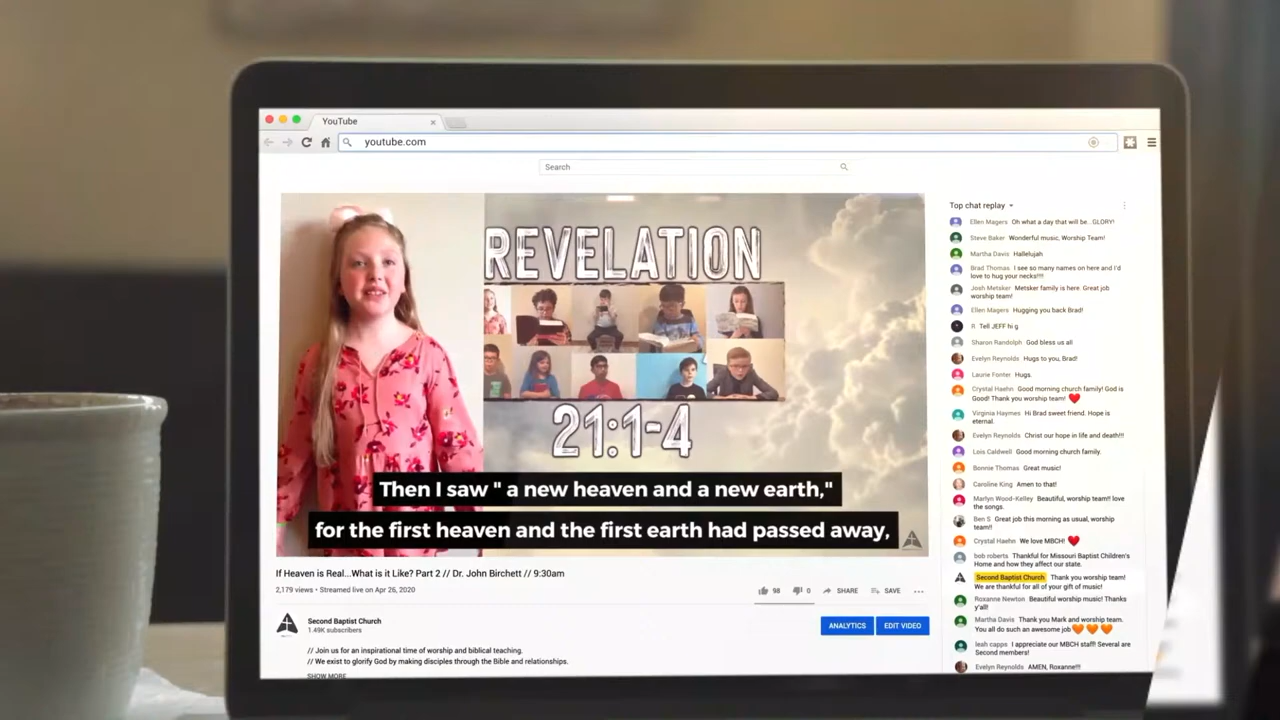 YouTube
youtube.com
Search
REVELATION
21:1-4
Then I saw " a new heaven and a new earth,"
for the first heaven and the first earth had passed away,
If Heaven is Real...What is it Like? Part 2 // Dr. John Birchett // 9:30am
2,179 views • Streamed live on Apr 26, 2020
98
0
SHARE
SAVE
Second Baptist Church
1.49K subscribers
ANALYTICS
EDIT VIDEO
// Join us for an inspirational time of worship and biblical teaching.
// We exist to glorify God by making disciples through the Bible and relationships.
SHOW MORE
Top chat replay
Ellen Magers Oh what a day that will be...GLORY!
Steve Baker Wonderful music, Worship Team!
Martha Davis Hallelujah
Brad Thomas I see so many names on here and I'd
love to hug your necks!!!!
Josh Metsker Metsker family is here Great job
worship team!
Ellen Magers Hugging you back Brad!
R Tell JEFF hi g
Sharon Randolph God bless us all
Evelyn Reynolds Hugs to you, Brad!
Laurie Fonter Hugs.
Crystal Haehn Good morning church family! God is
Good! Thank you worship team! ❤️
Virginia Haymes Hi Brad sweet friend. Hope is
eternal.
Evelyn Reynolds Christ our hope in life and death!!!
Lois Caldwell Good morning church family.
Bonnie Thomas Great music!
Caroline King Amen to that!
Marlyn Wood-Kelley Beautiful, worship team!! love
the songs.
Ben S Great job this morning as usual, worship
team!!
Crystal Haehn We love MBCH! ❤️
bob roberts Thankful for Missouri Baptist Children's
Home and how they affect our state.
Second Baptist Church Thank you worship team!
We are thankful for all of your gift of music!
Roxanne Newton Beautiful worship music! Thanks
y'all!
Martha Davis Thank you Mark and worship team.
You all do such an awesome job🧡🧡🧡
leah capps I appreciate our MBCH staff! Several are
Second members!
Evelyn Reynolds AMEN, Roxanne!!!